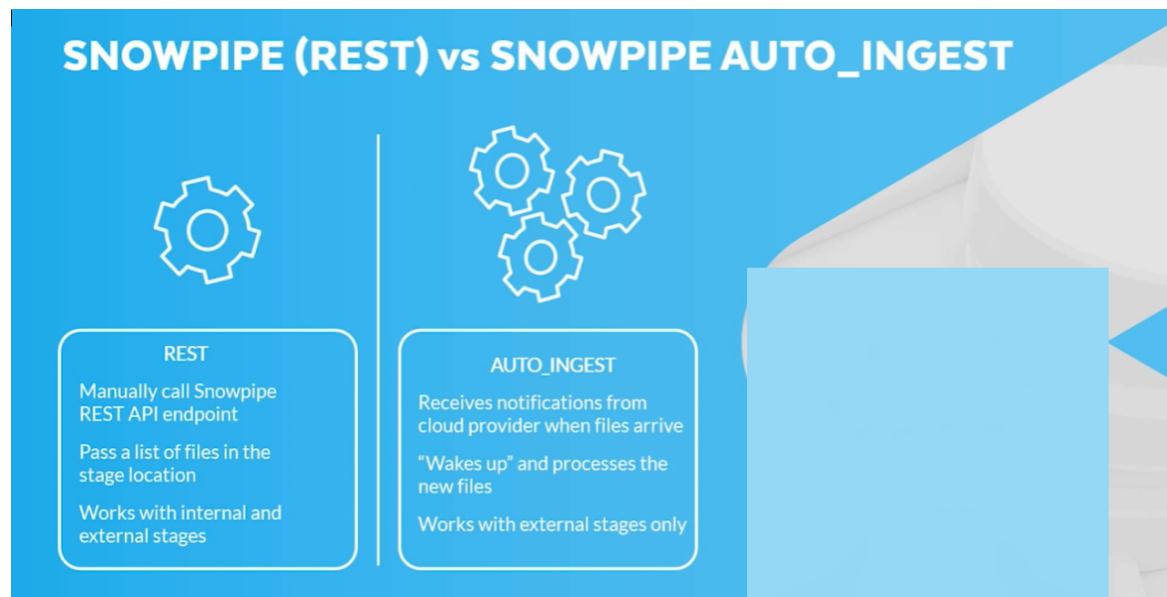 SNOWPIPE (REST) vs SNOWPIPE AUTO_INGEST
REST
Manually call Snowpipe
REST API endpoint
Pass a list of files in the
stage location
Works with internal and
external stages
AUTO_INGEST
Receives notifications from
cloud provider when files arrive
“Wakes up” and processes the
new files
Works with external stages only